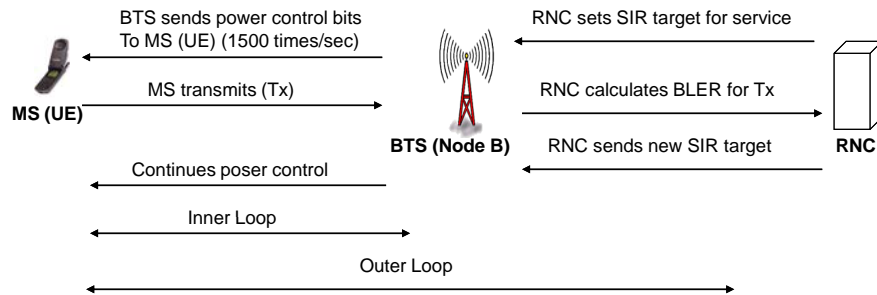 BTS sends power control bits
To MS (UE) (1500 times/sec)
RNC sets SIR target for service
MS transmits (Tx)
RNC calculates BLER for Tx
MS (UE)
BTS (Node B)
RNC sends new SIR target
RNC
Continues poser control
Inner Loop
Outer Loop